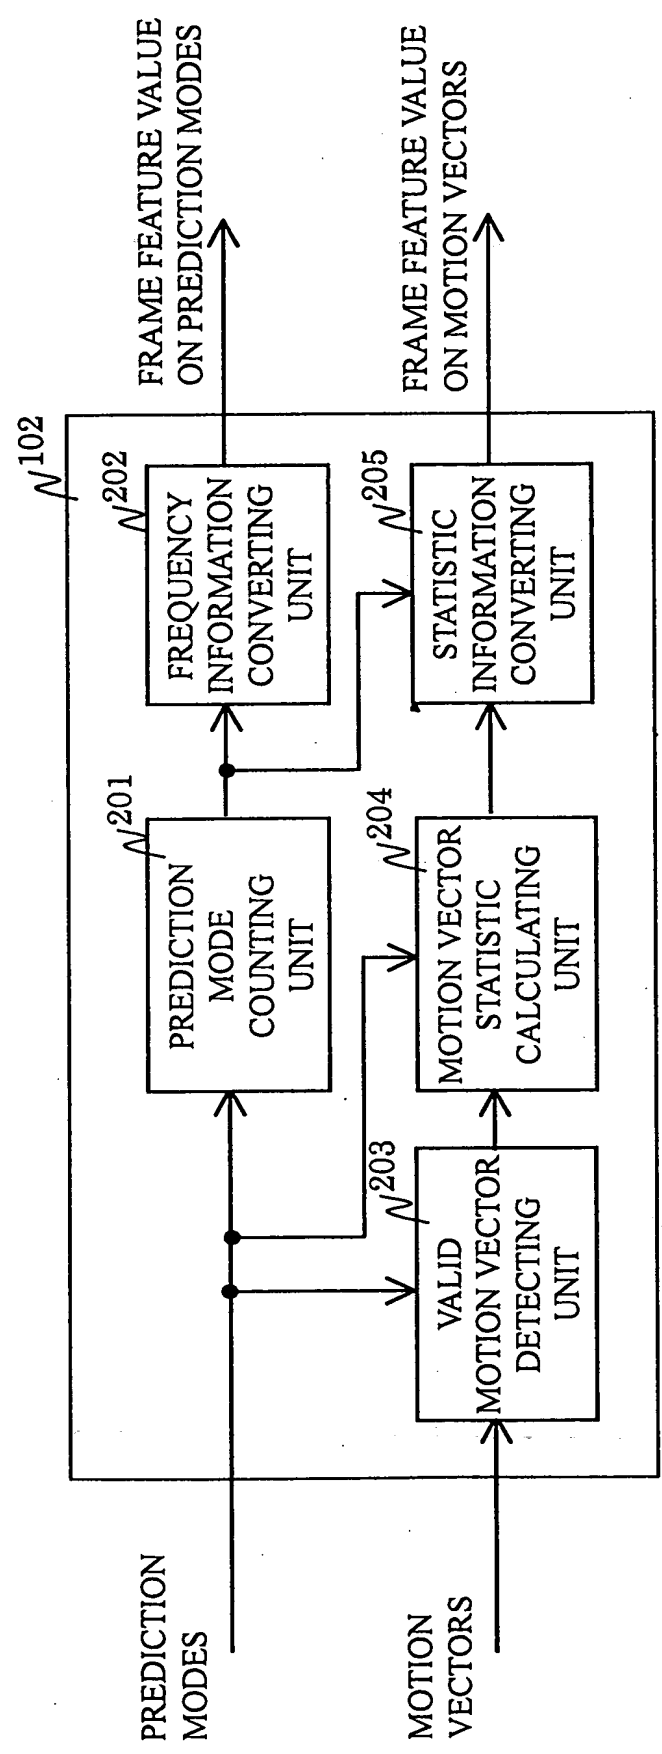 PREDICTION
MODES
MOTION
VECTORS
102
201
PREDICTION
MODE
COUNTING
UNIT
202
FREQUENCY
INFORMATION
CONVERTING
UNIT
203
VALID
MOTION VECTOR
DETECTING
UNIT
204
MOTION VECTOR
STATISTIC
CALCULATING
UNIT
205
STATISTIC
INFORMATION
CONVERTING
UNIT
FRAME FEATURE VALUE
ON PREDICTION MODES
FRAME FEATURE VALUE
ON MOTION VECTORS